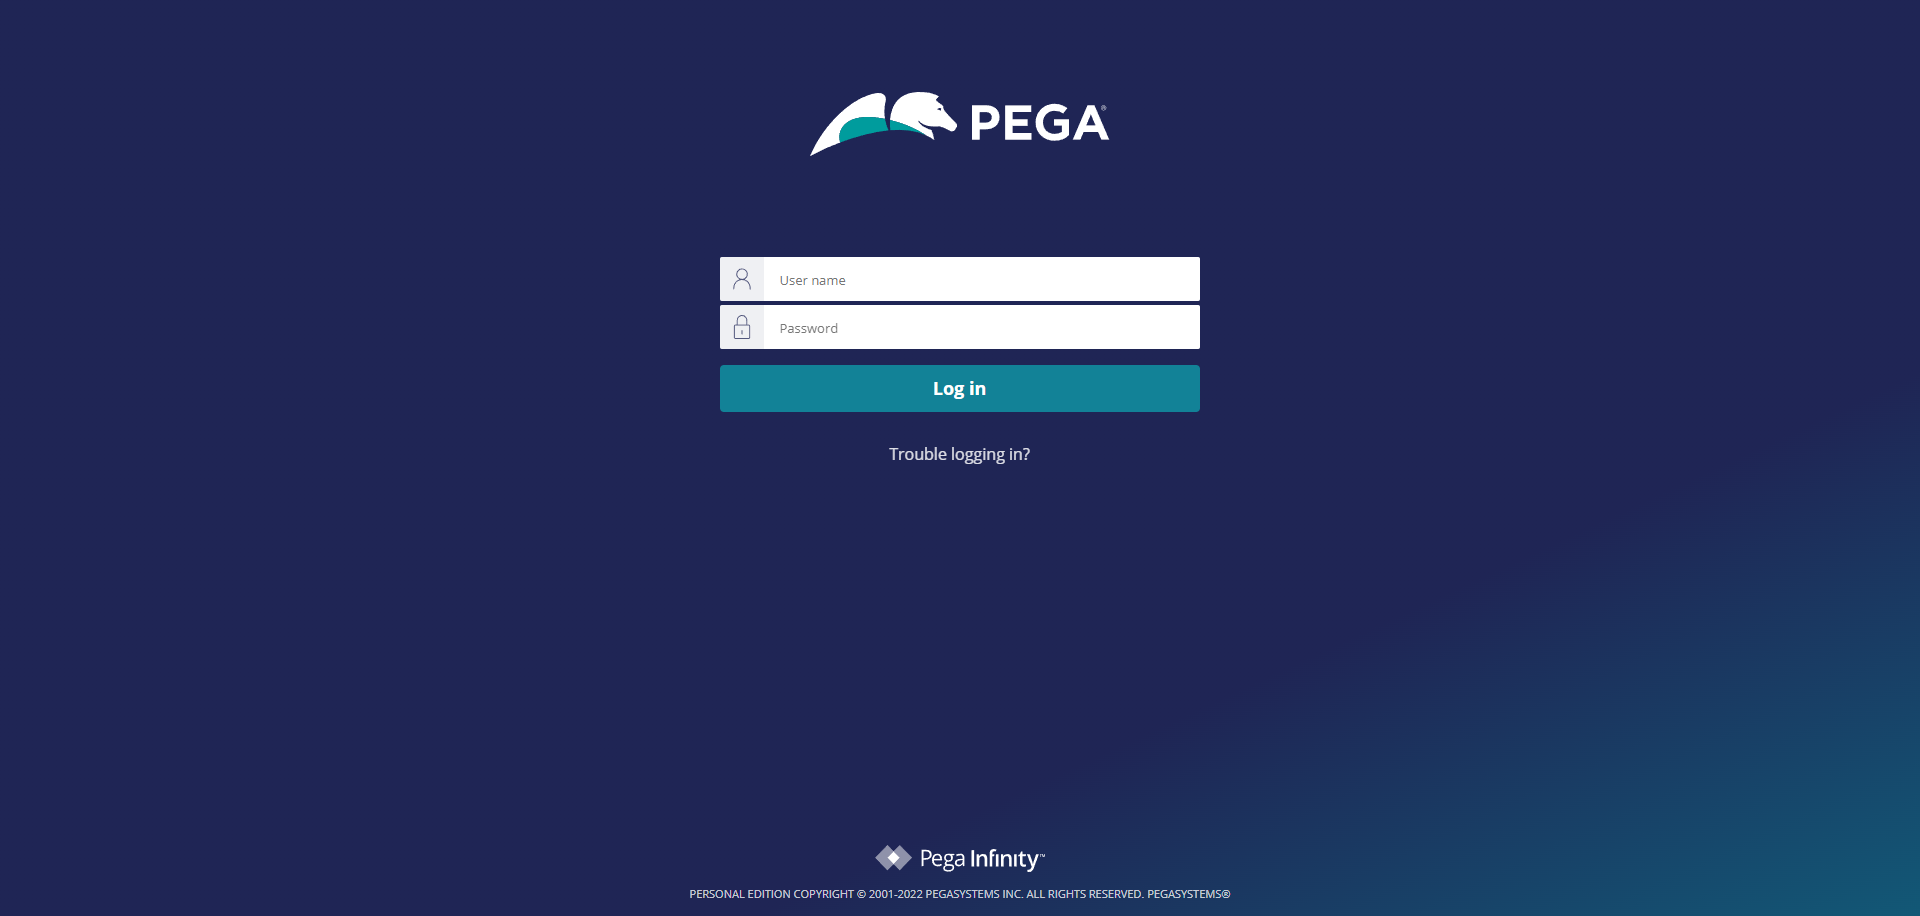 PEGA®
User name
Password
Log in
Trouble logging in?
Pega Infinity™
PERSONAL EDITION COPYRIGHT © 2001-2022 PEGASYSTEMS INC. ALL RIGHTS RESERVED. PEGASYSTEMS®